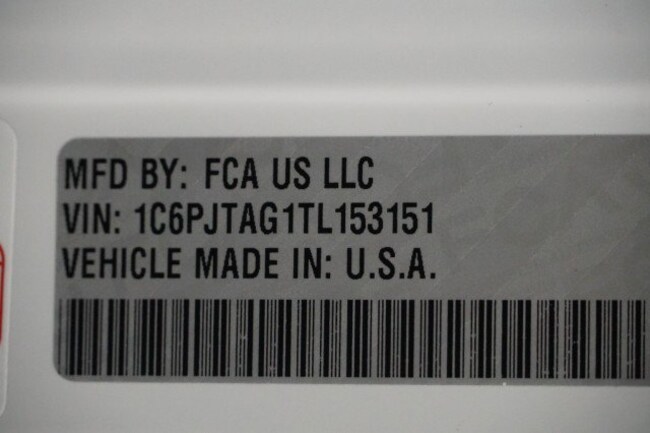 MFD BY: FCA US LLC
VIN: 1C6PJTAG1TL153151
VEHICLE MADE IN: U.S.A.